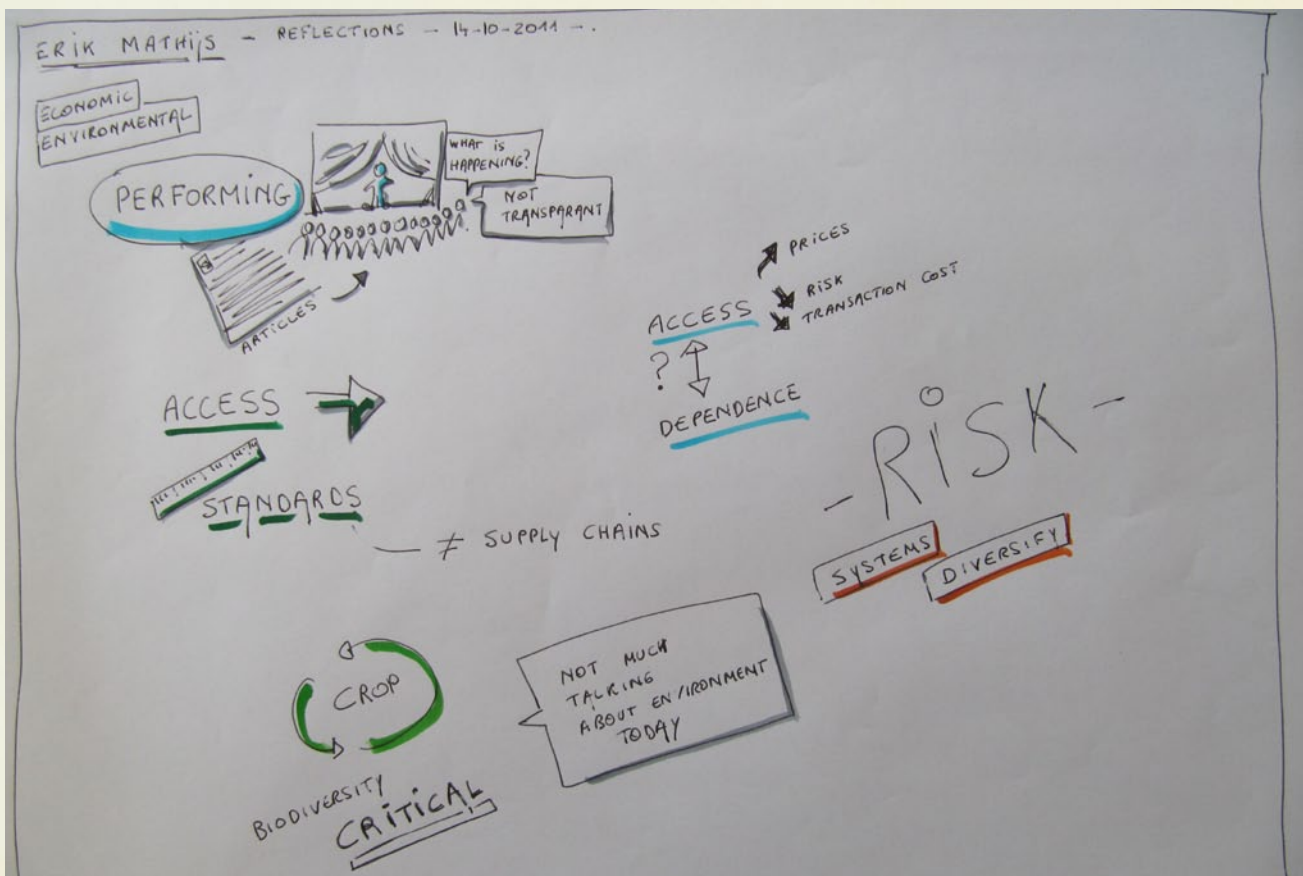 ERIK MATHIJS - REFLECTIONS - 14-10-2011 -.
ECONOMIC
ENVIRONMENTAL
PERFORMING
WHAT IS
HAPPENING?
NOT
TRANSPARANT
ARTICLES
ACCESS
STANDARDS
≠ SUPPLY CHAINS
PRICES
RISK
TRANSACTION COST
ACCESS
?
DEPENDENCE
- RISK -
SYSTEMS
DIVERSIFY
CROP
BIODIVERSITY
CRITICAL
NOT MUCH
TALKING
ABOUT ENVIRONMENT
TODAY